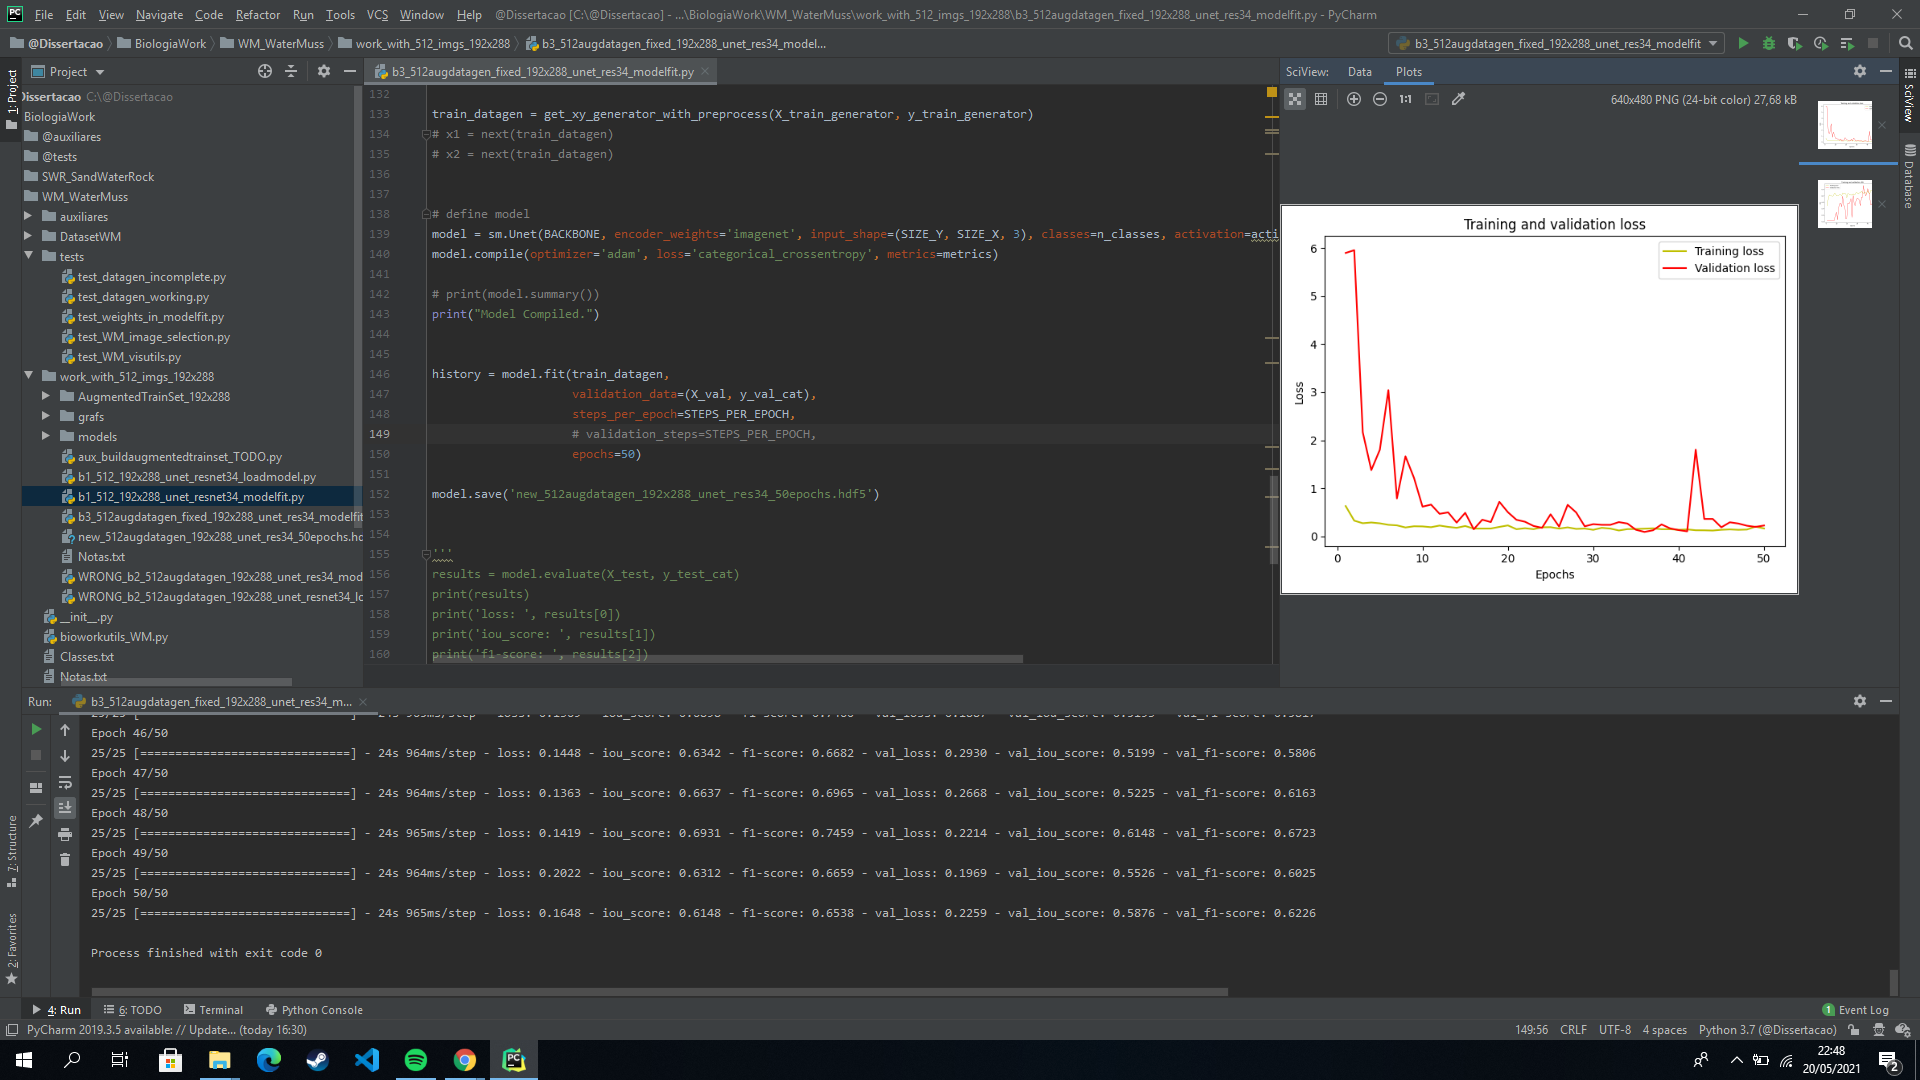 File Edit View Navigate Code Refactor Run Tools VCS Window Help @Dissertacao [C:\@Dissertacao] - ...\BiologiaWork\WM_WaterMuss\work_with_512_imgs_192x288\b3_512augdatagen_fixed_192x288_unet_res34_modelfit.py - PyCharm
@Dissertacao BiologiaWork WM_WaterMuss work_with_512_imgs_192x288 b3_512augdatagen_fixed_192x288_unet_res34_model... b3_512augdatagen_fixed_192x288_unet_res34_modelfit
1: Project
Project
Dissertacao C:\@Dissertacao
BiologiaWork
@auxiliares
@tests
SWR_SandWaterRock
WM_WaterMuss
auxiliares
DatasetWM
tests
test_datagen_incomplete.py
test_datagen_working.py
test_weights_in_modelfit.py
test_WM_image_selection.py
test_WM_visutils.py
work_with_512_imgs_192x288
AugmentedTrainSet_192x288
grafs
models
aux_buildaugmentedtrainset_TODO.py
b1_512_192x288_unet_resnet34_loadmodel.py
b1_512_192x288_unet_resnet34_modelfit.py
b3_512augdatagen_fixed_192x288_unet_res34_modelfit
new_512augdatagen_192x288_unet_res34_50epochs.hd
Notas.txt
WRONG_b2_512augdatagen_192x288_unet_res34_mod
WRONG_b2_512augdatagen_192x288_unet_resnet34_lo
__init__.py
bioworkutils_WM.py
Classes.txt
Notas.txt
b3_512augdatagen_fixed_192x288_unet_res34_modelfit.py
132
133 train_datagen = get_xy_generator_with_preprocess(X_train_generator, y_train_generator)
134 # x1 = next(train_datagen)
135 # x2 = next(train_datagen)
136
137
138 # define model
139 model = sm.Unet(BACKBONE, encoder_weights='imagenet', input_shape=(SIZE_Y, SIZE_X, 3), classes=n_classes, activation=acti
140 model.compile(optimizer='adam', loss='categorical_crossentropy', metrics=metrics)
141
142 # print(model.summary())
143 print("Model Compiled.")
144
145
146 history = model.fit(train_datagen,
147 validation_data=(X_val, y_val_cat),
148 steps_per_epoch=STEPS_PER_EPOCH,
149 # validation_steps=STEPS_PER_EPOCH,
150 epochs=50)
151
152 model.save('new_512augdatagen_192x288_unet_res34_50epochs.hdf5')
153
154
155 '''
156 results = model.evaluate(X_test, y_test_cat)
157 print(results)
158 print('loss: ', results[0])
159 print('iou_score: ', results[1])
160 print('f1-score: ', results[2])
SciView: Data Plots
1:1 640x480 PNG (24-bit color) 27,68 kB
SciView
Database
Training and validation loss
Training loss
Validation loss
Loss
6
5
4
3
2
1
0
0 10 20 30 40 50
Epochs
Run: b3_512augdatagen_fixed_192x288_unet_res34_m...
Epoch 46/50
25/25 [==============================] - 24s 964ms/step - loss: 0.1448 - iou_score: 0.6342 - f1-score: 0.6682 - val_loss: 0.2930 - val_iou_score: 0.5199 - val_f1-score: 0.5806
Epoch 47/50
25/25 [==============================] - 24s 964ms/step - loss: 0.1363 - iou_score: 0.6637 - f1-score: 0.6965 - val_loss: 0.2668 - val_iou_score: 0.5225 - val_f1-score: 0.6163
Epoch 48/50
25/25 [==============================] - 24s 965ms/step - loss: 0.1419 - iou_score: 0.6931 - f1-score: 0.7459 - val_loss: 0.2214 - val_iou_score: 0.6148 - val_f1-score: 0.6723
Epoch 49/50
25/25 [==============================] - 24s 964ms/step - loss: 0.2022 - iou_score: 0.6312 - f1-score: 0.6659 - val_loss: 0.1969 - val_iou_score: 0.5526 - val_f1-score: 0.6025
Epoch 50/50
25/25 [==============================] - 24s 965ms/step - loss: 0.1648 - iou_score: 0.6148 - f1-score: 0.6538 - val_loss: 0.2259 - val_iou_score: 0.5876 - val_f1-score: 0.6226
Process finished with exit code 0
7: Structure
2: Favorites
4: Run 6: TODO Terminal Python Console 1 Event Log
PyCharm 2019.3.5 available: // Update... (today 16:30) 149:56 CRLF UTF-8 4 spaces Python 3.7 (@Dissertacao)
22:48
20/05/2021
2